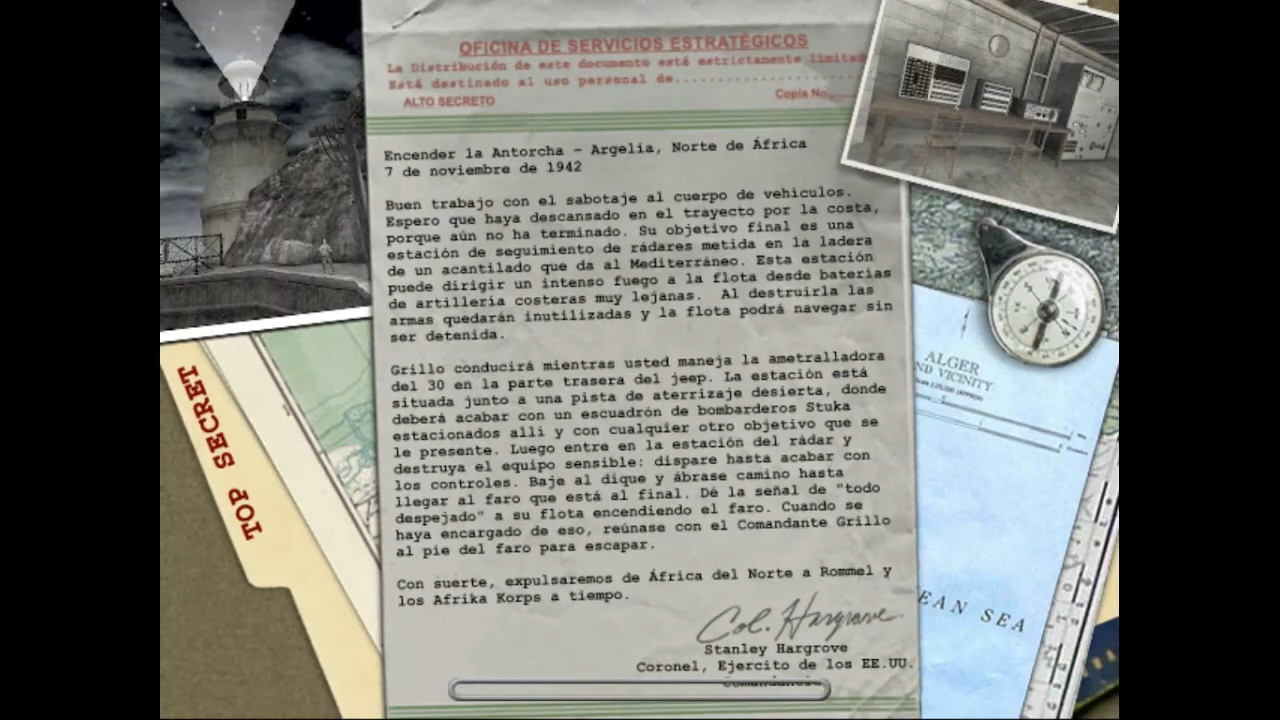 OFICINA DE SERVICIOS ESTRATÉGICOS
La Distribución de este documento está estrictamente limitad
Está destinado al uso personal de......................
ALTO SECRETO
Copia No.
Encender la Antorcha - Argelia, Norte de África
7 de noviembre de 1942
Buen trabajo con el sabotaje al cuerpo de vehículos.
Espero que haya descansado en el trayecto por la costa,
porque aún no ha terminado. Su objetivo final es una
estación de seguimiento de rádares metida en la ladera
de un acantilado que da al Mediterráneo. Esta estación
puede dirigir un intenso fuego a la flota desde baterías
de artillería costeras muy lejanas. Al destruirla las
armas quedarán inutilizadas y la flota podrá navegar sin
ser detenida.
Grillo conducirá mientras usted maneja la ametralladora
del 30 en la parte trasera del jeep. La estación está
situada junto a una pista de aterrizaje desierta, donde
deberá acabar con un escuadrón de bombarderos Stuka
estacionados allí y con cualquier otro objetivo que se
le presente. Luego entre en la estación del rádar y
destruya el equipo sensible: dispare hasta acabar con
los controles. Baje al dique y ábrase camino hasta
llegar al faro que está al final. Dé la señal de "todo
despejado" a su flota encendiendo el faro. Cuando se
haya encargado de eso, reúnase con el Comandante Grillo
al pie del faro para escapar.
Con suerte, expulsaremos de África del Norte a Rommel y
los Afrika Korps a tiempo.
Col. Hargrove
Stanley Hargrove
Coronel, Ejercito de los EE.UU.
TOP SECRET
ALGER
ND VICINITY
EAN SEA